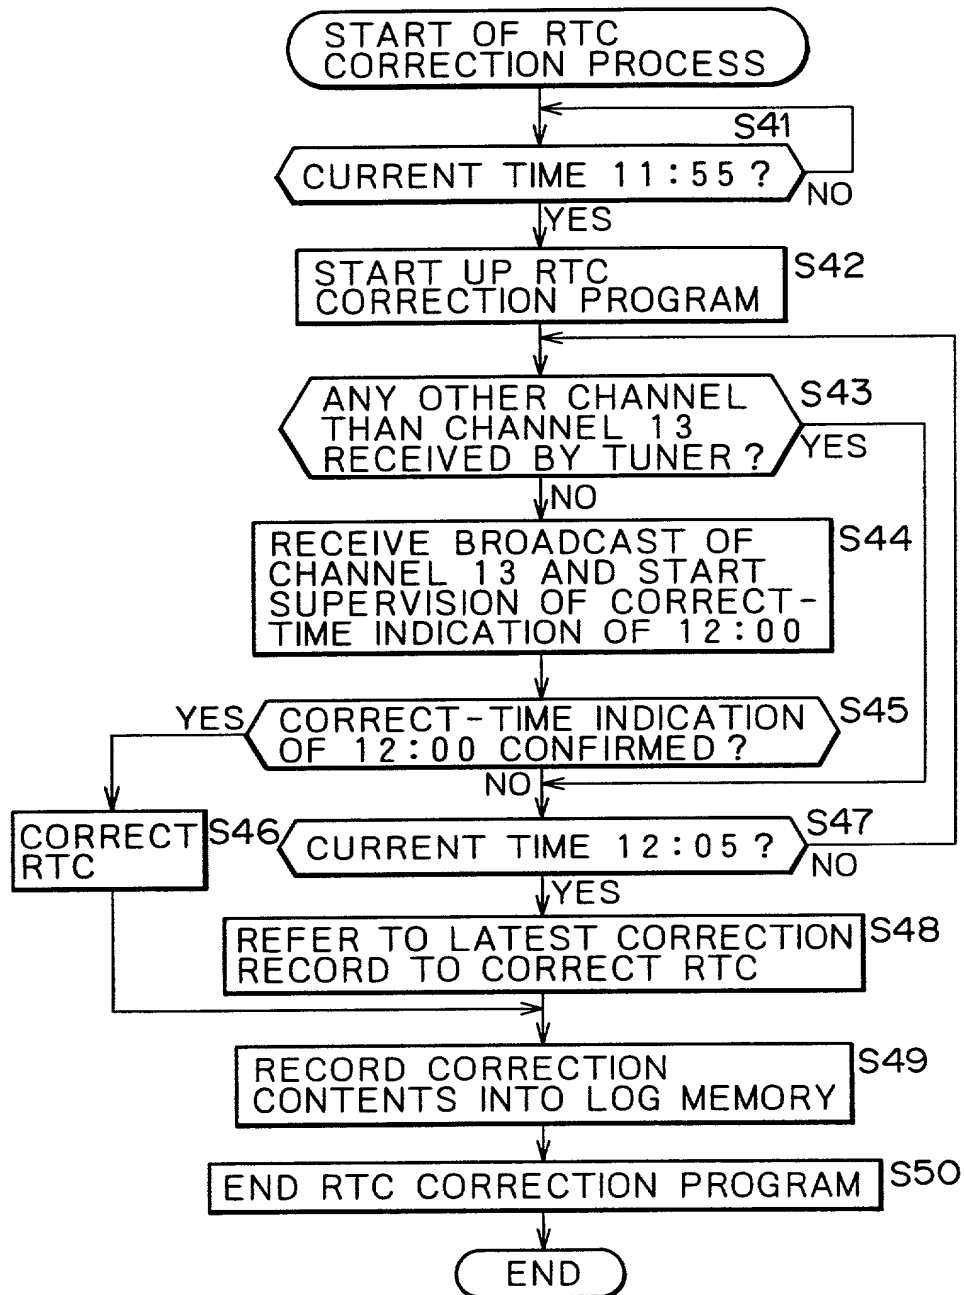 START OF RTC
CORRECTION PROCESS
S41
CURRENT TIME 11:55?
NO
YES
START UP RTC
CORRECTION PROGRAM
S42
ANY OTHER CHANNEL
THAN CHANNEL 13
RECEIVED BY TUNER?
S43
YES
NO
RECEIVE BROADCAST OF
CHANNEL 13 AND START
SUPERVISION OF CORRECT-
TIME INDICATION OF 12:00
S44
YES
CORRECT-TIME INDICATION
OF 12:00 CONFIRMED?
S45
NO
CORRECT
RTC
S46
CURRENT TIME 12:05?
S47
NO
YES
REFER TO LATEST CORRECTION
RECORD TO CORRECT RTC
S48
RECORD CORRECTION
CONTENTS INTO LOG MEMORY
S49
END RTC CORRECTION PROGRAM
S50
END